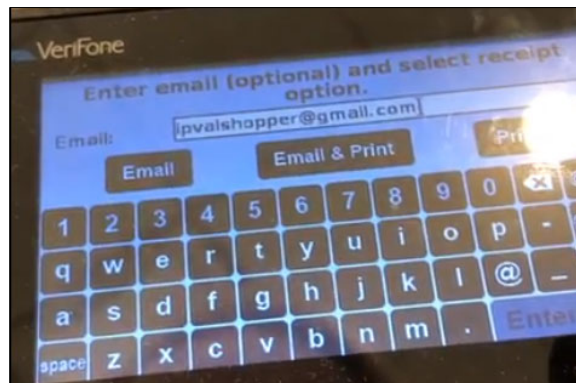 VeriFone
Enter email (optional) and select receipt
option.
Email: ipvalshopper@gmail.com
Email Email & Print
1 2 3 4 5 6 7 8 9 0
q w e r t y u i o p -
a s d f g h j k l @ _
space z x c v b n m . Enter